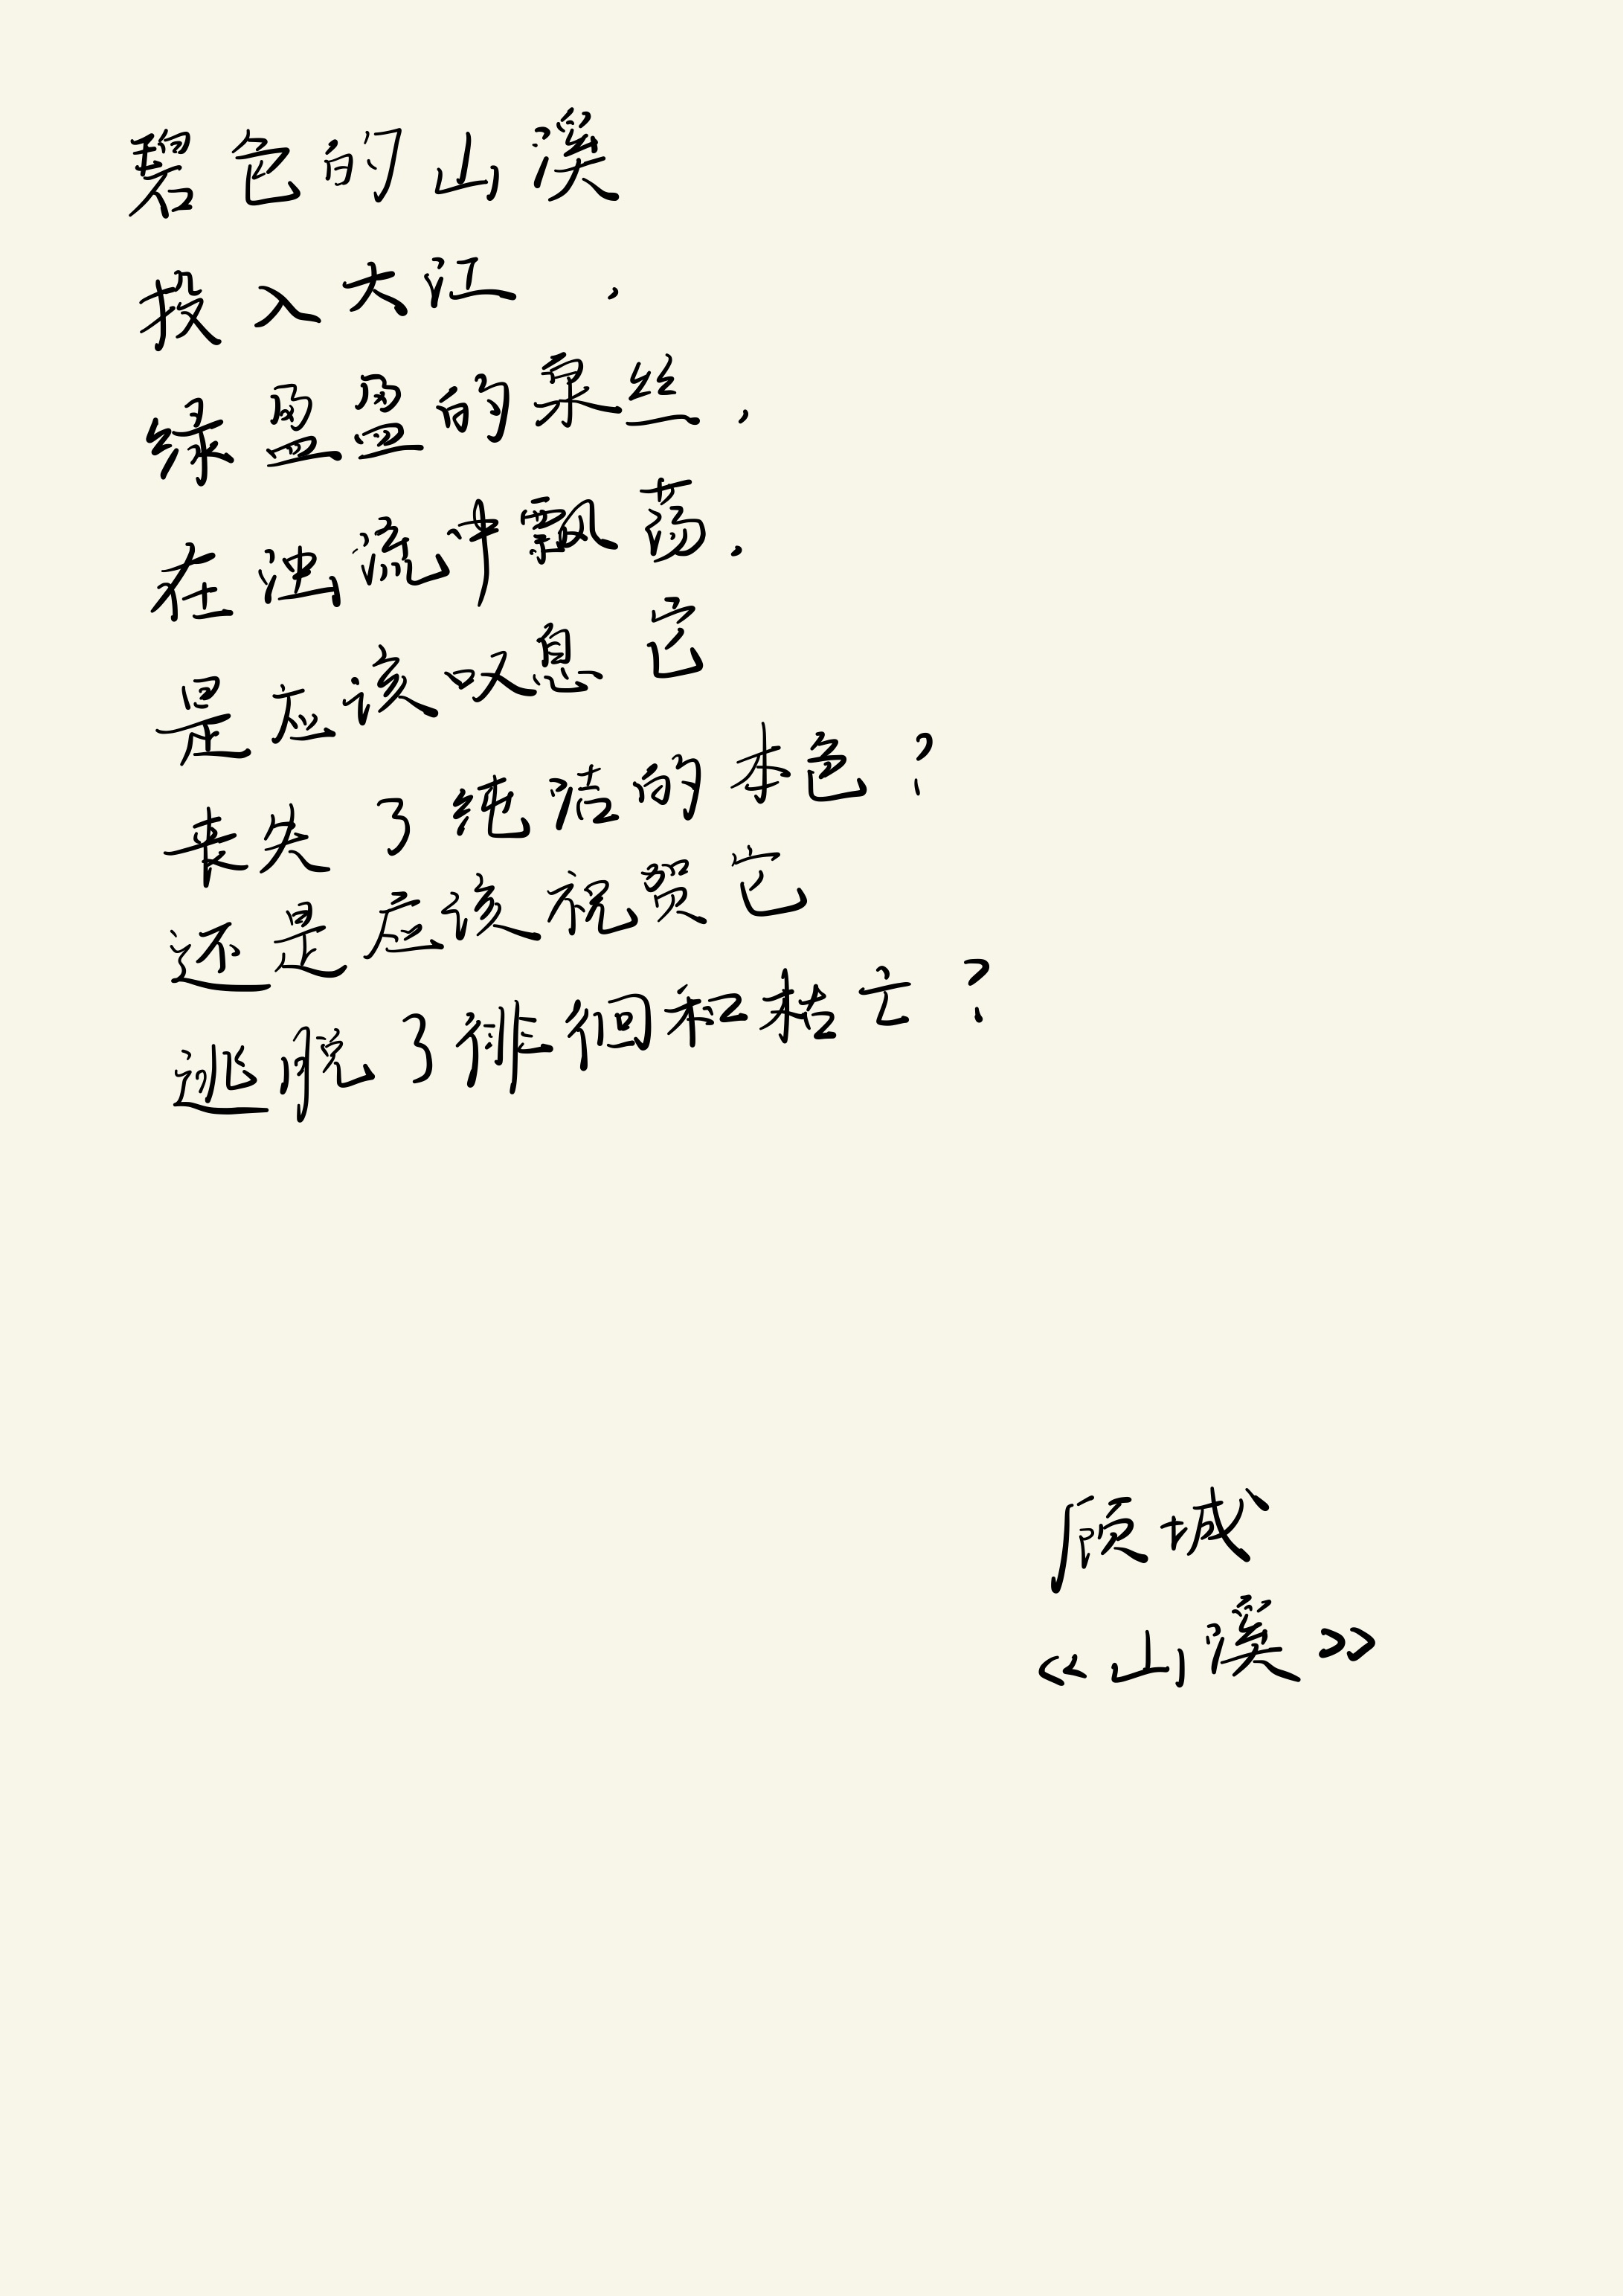 碧色的山溪
投入大江，
绿盈盈的泉丝，
在浊流中飘荡．
是应该叹息它
丧失了纯洁的本色？
还是应该祝贺它
逃脱了徘徊和枯亡？
顾城
《山溪》